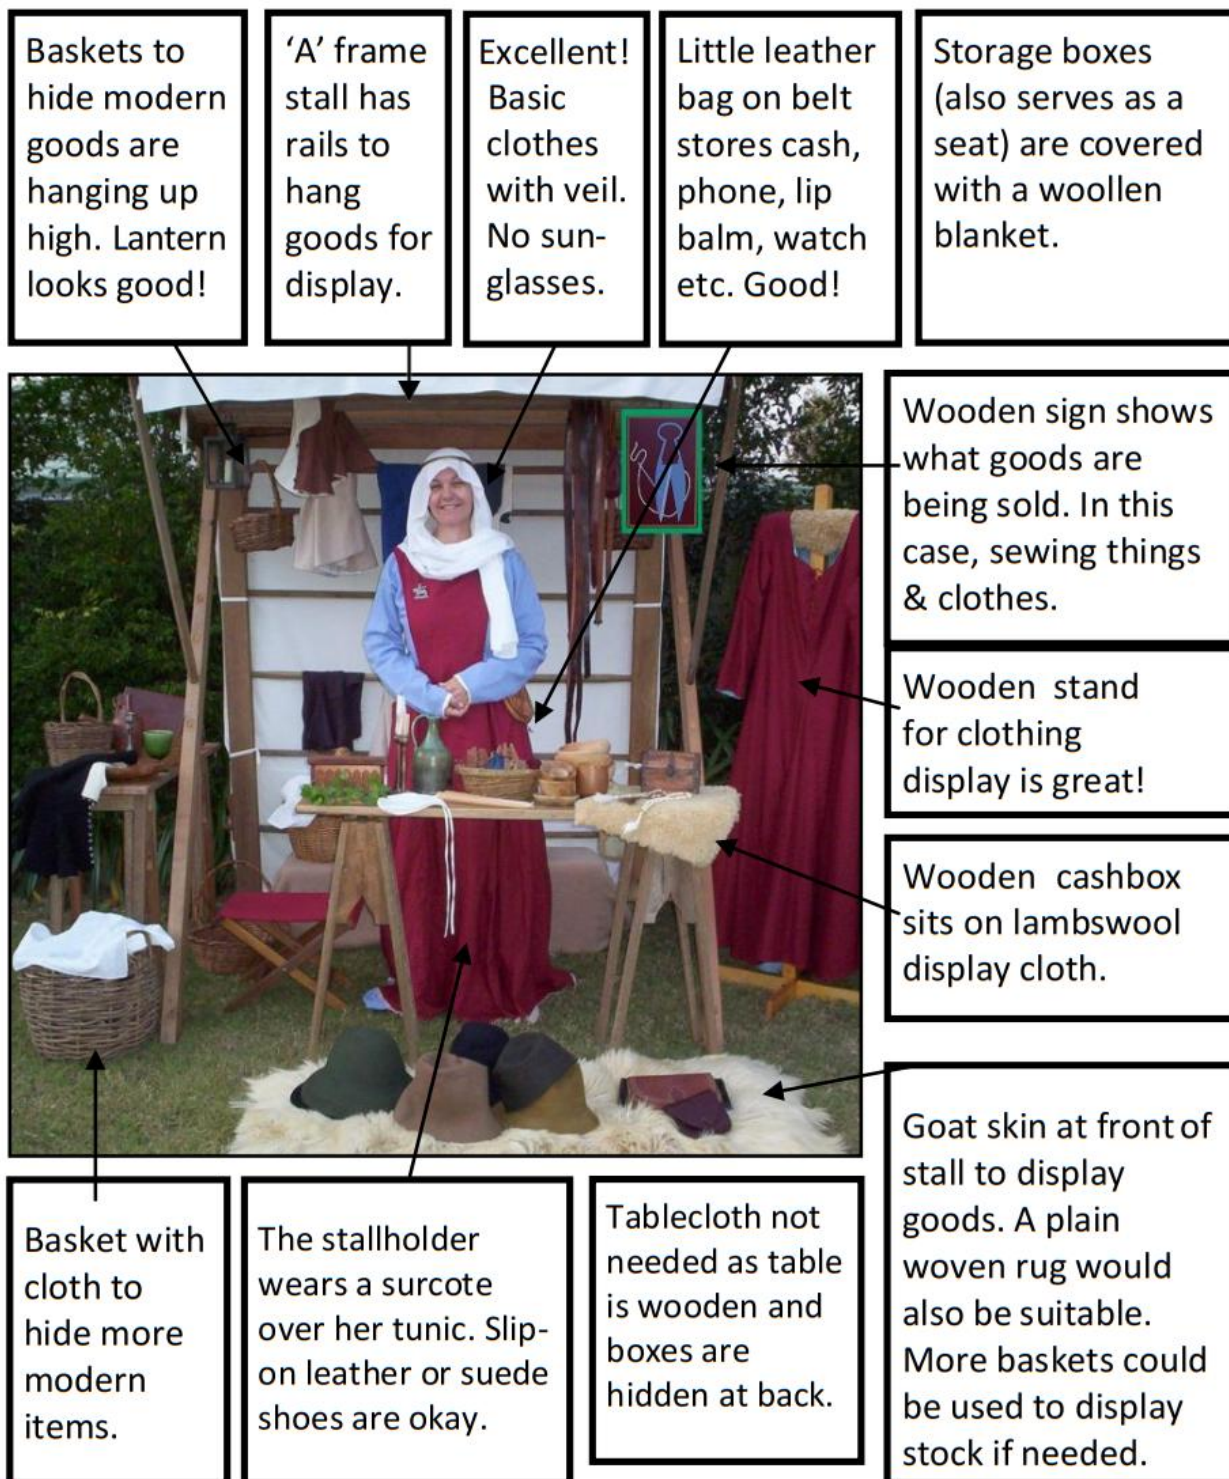 Baskets to
hide modern
goods are
hanging up
high. Lantern
looks good!
‘A’ frame
stall has
rails to
hang
goods for
display.
Excellent!
Basic
clothes
with veil.
No sun-
glasses.
Little leather
bag on belt
stores cash,
phone, lip
balm, watch
etc. Good!
Storage boxes
(also serves as a
seat) are covered
with a woollen
blanket.
Wooden sign shows
what goods are
being sold. In this
case, sewing things
& clothes.
Wooden stand
for clothing
display is great!
Wooden cashbox
sits on lambswool
display cloth.
Goat skin at front of
stall to display
goods. A plain
woven rug would
also be suitable.
More baskets could
be used to display
stock if needed.
Basket with
cloth to
hide more
modern
items.
The stallholder
wears a surcote
over her tunic. Slip-
on leather or suede
shoes are okay.
Tablecloth not
needed as table
is wooden and
boxes are
hidden at back.